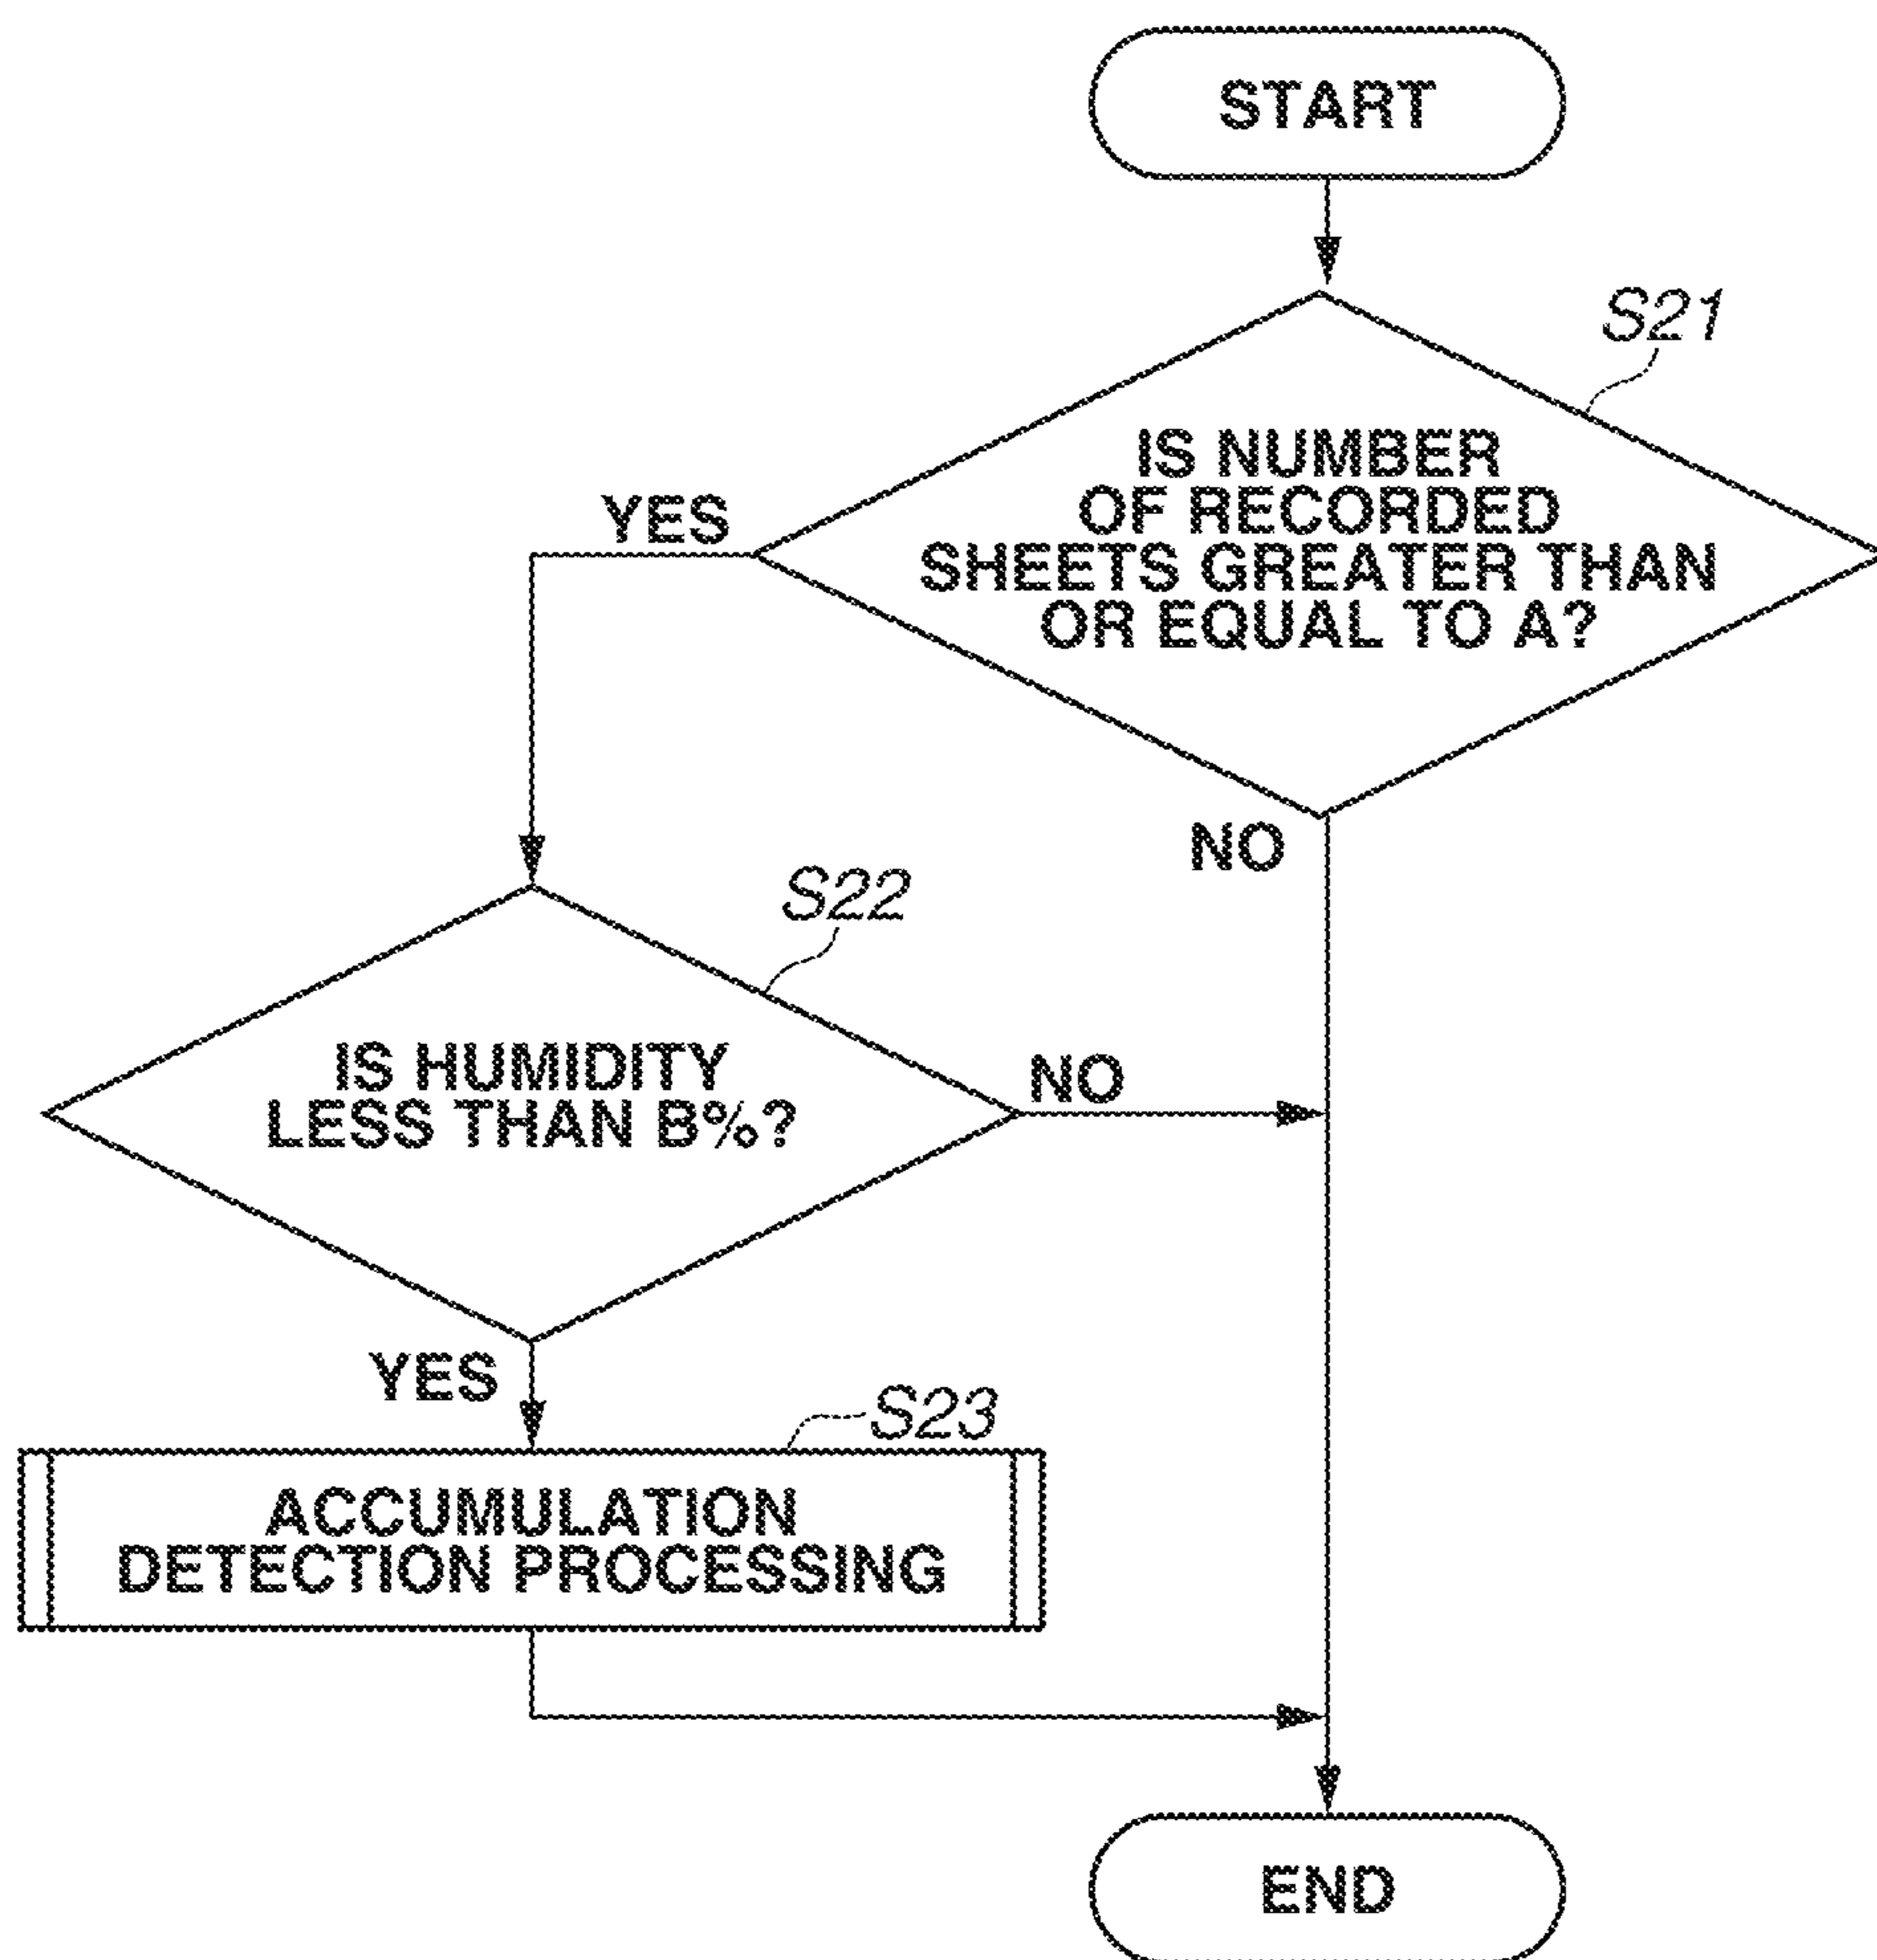 START
S21
IS NUMBER
OF RECORDED
SHEETS GREATER THAN
OR EQUAL TO A?
YES
NO
S22
IS HUMIDITY
LESS THAN B%?
NO
YES
S23
ACCUMULATION
DETECTION PROCESSING
END